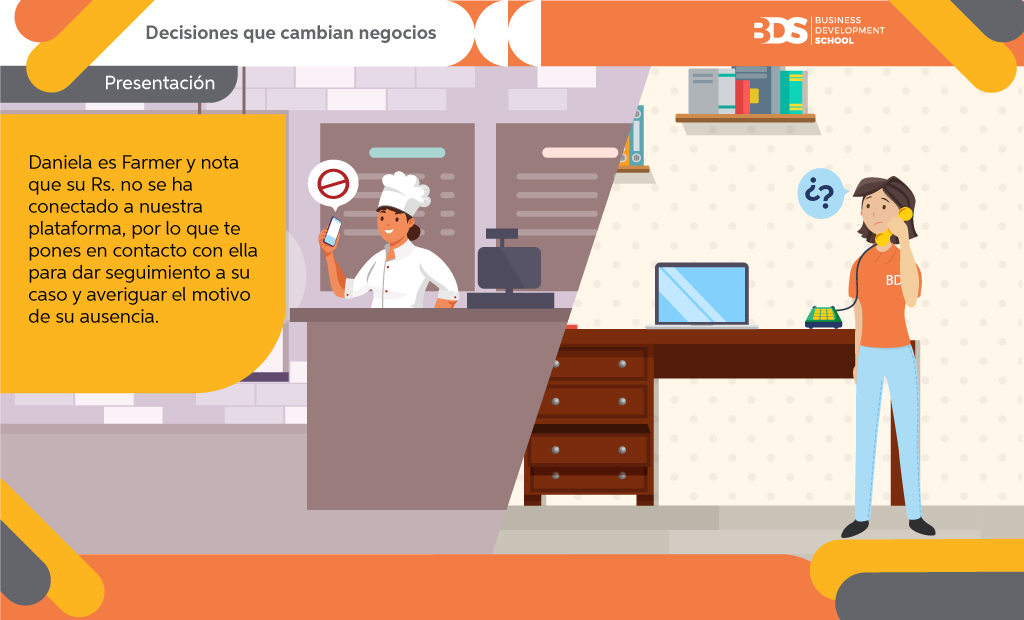 Decisiones que cambian negocios
BDS
BUSINESS
DEVELOPMENT
SCHOOL
Presentación
Daniela es Farmer y nota
que su Rs. no se ha
conectado a nuestra
plataforma, por lo que te
pones en contacto con ella
para dar seguimiento a su
caso y averiguar el motivo
de su ausencia.
¿?
BD